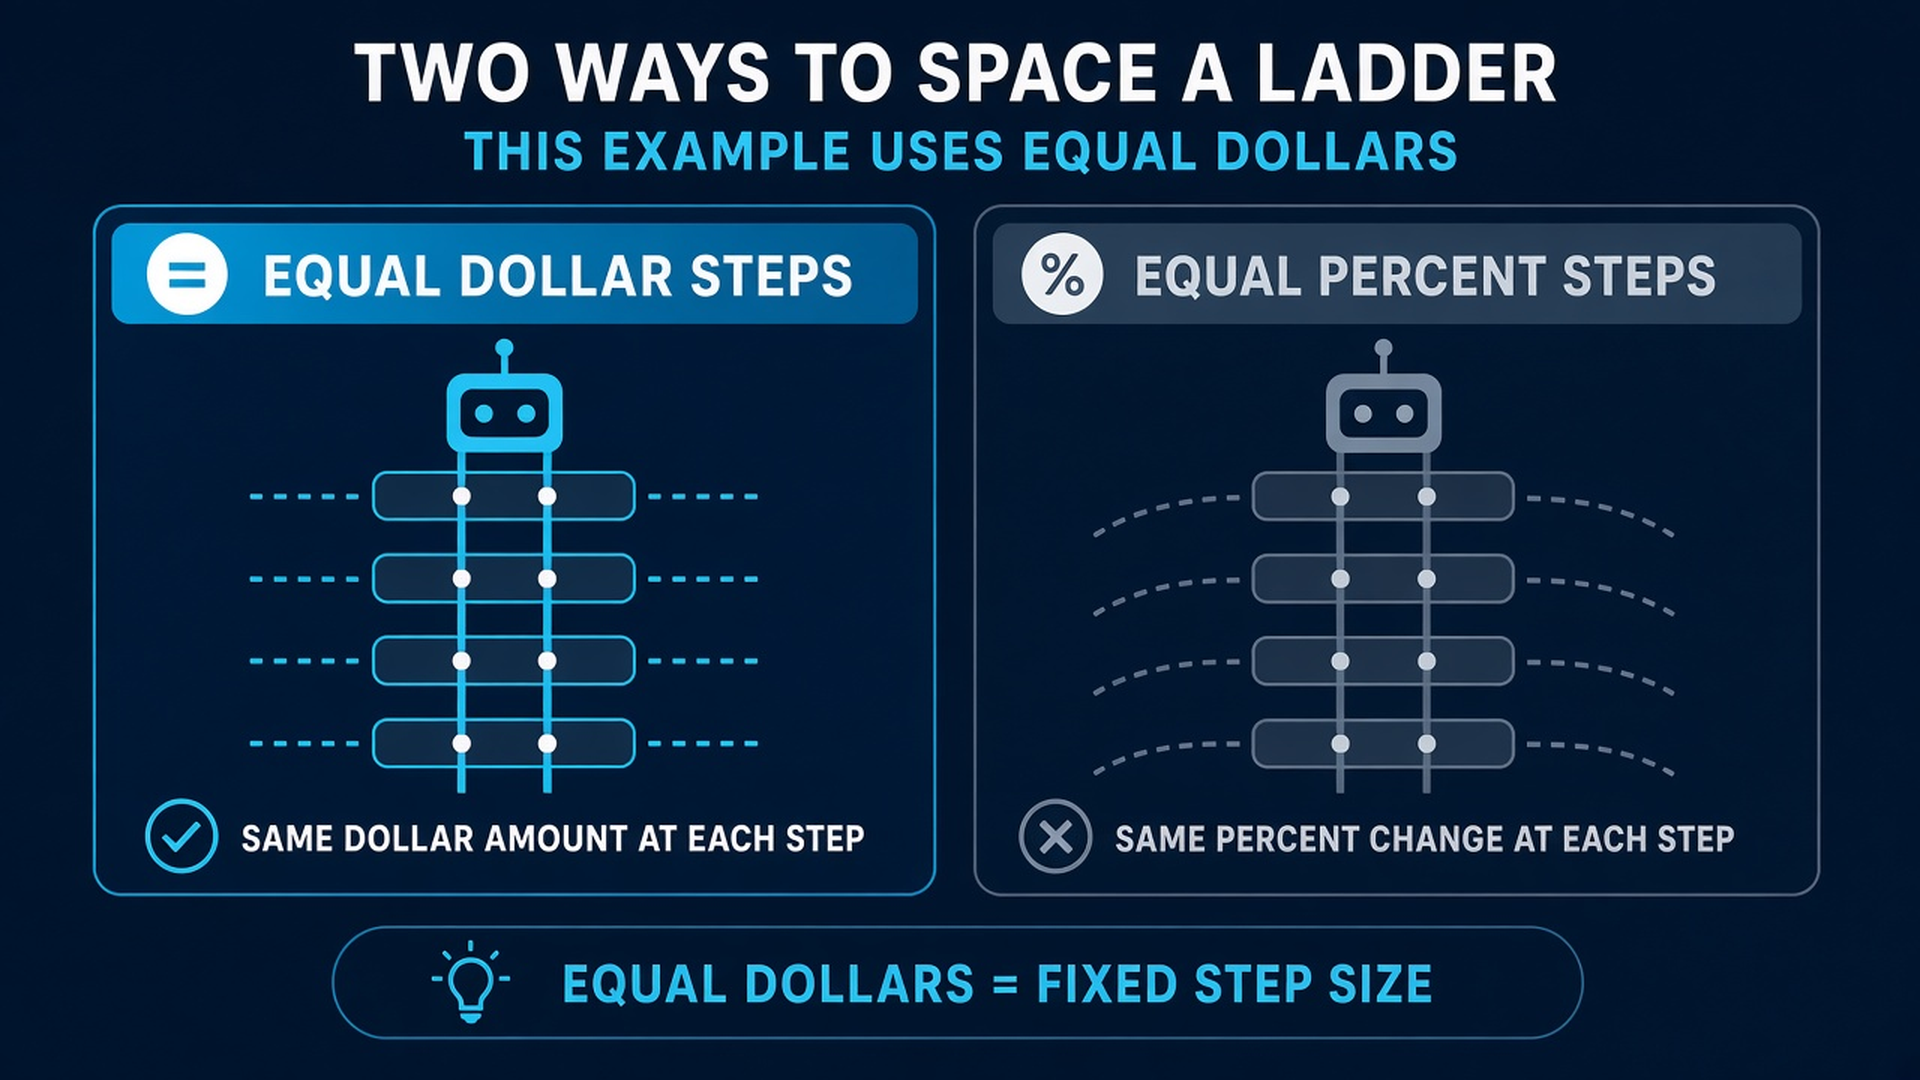 TWO WAYS TO SPACE A LADDER
THIS EXAMPLE USES EQUAL DOLLARS
= EQUAL DOLLAR STEPS
% EQUAL PERCENT STEPS
SAME DOLLAR AMOUNT AT EACH STEP
SAME PERCENT CHANGE AT EACH STEP
EQUAL DOLLARS = FIXED STEP SIZE